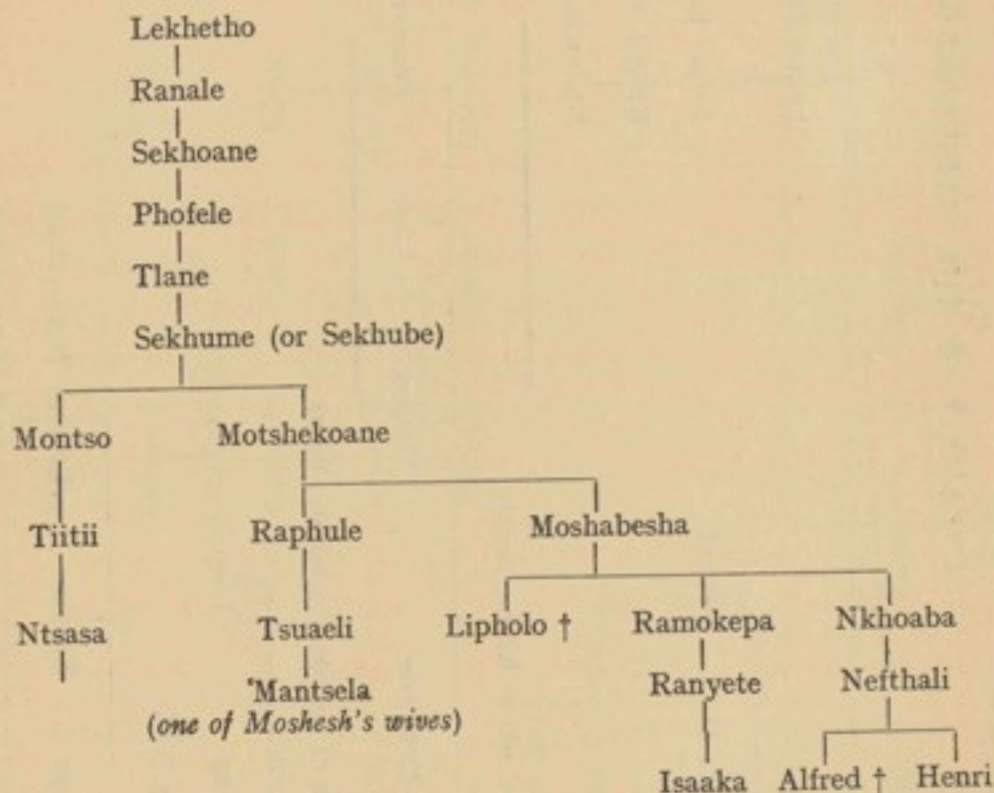 Lekhetho
Ranale
Sekhoane
Phofele
Tlane
Sekhume (or Sekhube)
Montso Motshekoane
Tiitii Raphule Moshabesha
Ntsasa Tsuaeli Lipholo † Ramokepa Nkhoaba
'Mantsela Ranyete Nefthali
(one of Moshesh's wives)
Isaaka Alfred † Henri